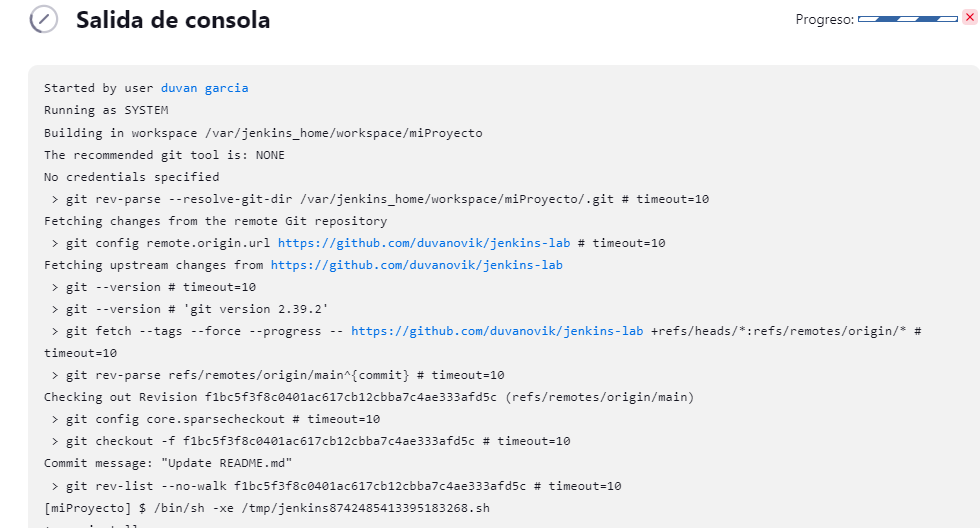 Salida de consola
Progreso:
Started by user duvan garcia
Running as SYSTEM
Building in workspace /var/jenkins_home/workspace/miProyecto
The recommended git tool is: NONE
No credentials specified
> git rev-parse --resolve-git-dir /var/jenkins_home/workspace/miProyecto/.git # timeout=10
Fetching changes from the remote Git repository
> git config remote.origin.url https://github.com/duvanovik/jenkins-lab # timeout=10
Fetching upstream changes from https://github.com/duvanovik/jenkins-lab
> git --version # timeout=10
> git --version # 'git version 2.39.2'
> git fetch --tags --force --progress -- https://github.com/duvanovik/jenkins-lab +refs/heads/*:refs/remotes/origin/* #
timeout=10
> git rev-parse refs/remotes/origin/main^{commit} # timeout=10
Checking out Revision f1bc5f3f8c0401ac617cb12cbba7c4ae333afd5c (refs/remotes/origin/main)
> git config core.sparsecheckout # timeout=10
> git checkout -f f1bc5f3f8c0401ac617cb12cbba7c4ae333afd5c # timeout=10
Commit message: "Update README.md"
> git rev-list --no-walk f1bc5f3f8c0401ac617cb12cbba7c4ae333afd5c # timeout=10
[miProyecto] $ /bin/sh -xe /tmp/jenkins8742485413395183268.sh